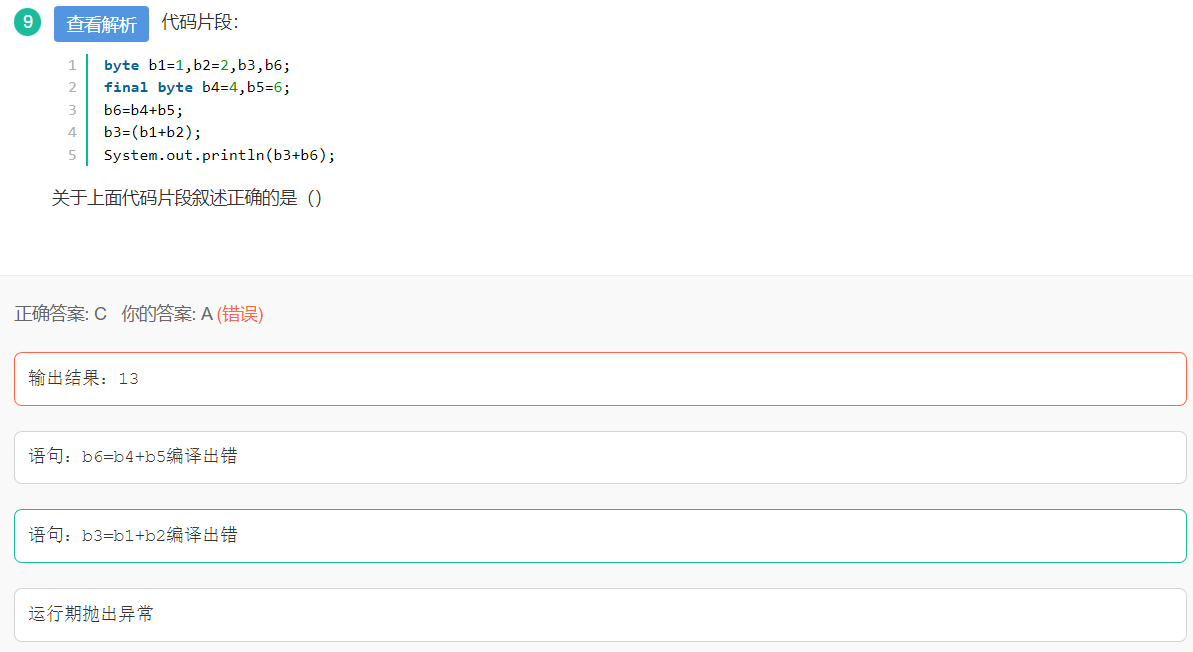 9 查看解析 代码片段：
1 byte b1=1,b2=2,b3,b6;
2 final byte b4=4,b5=6;
3 b6=b4+b5;
4 b3=(b1+b2);
5 System.out.println(b3+b6);
关于上面代码片段叙述正确的是（）
正确答案: C 你的答案: A (错误)
输出结果：13
语句：b6=b4+b5编译出错
语句：b3=b1+b2编译出错
运行期抛出异常